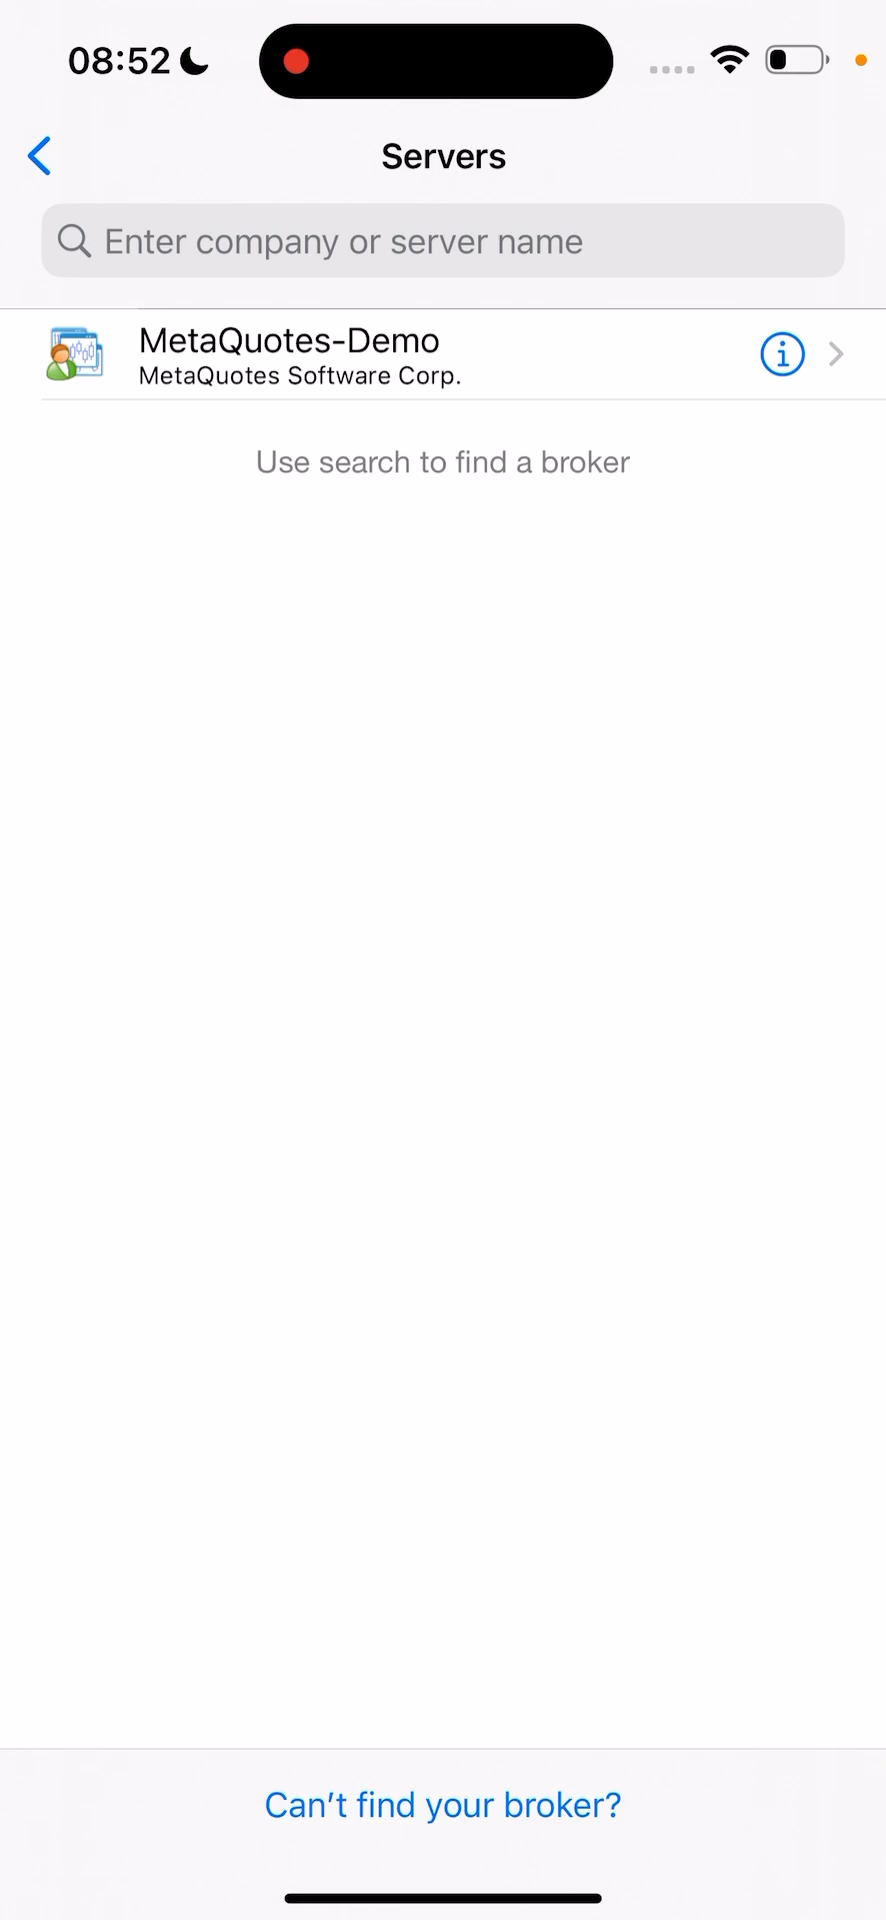 08:52
Servers
Enter company or server name
MetaQuotes-Demo
MetaQuotes Software Corp.
Use search to find a broker
Can't find your broker?